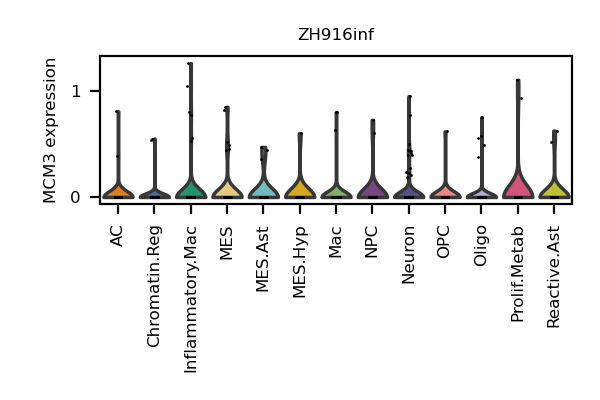 ZH916inf
MCM3 expression
1
0
AC
Chromatin.Reg
Inflammatory.Mac
MES
MES.Ast
MES.Hyp
Mac
NPC
Neuron
OPC
Oligo
Prolif.Metab
Reactive.Ast